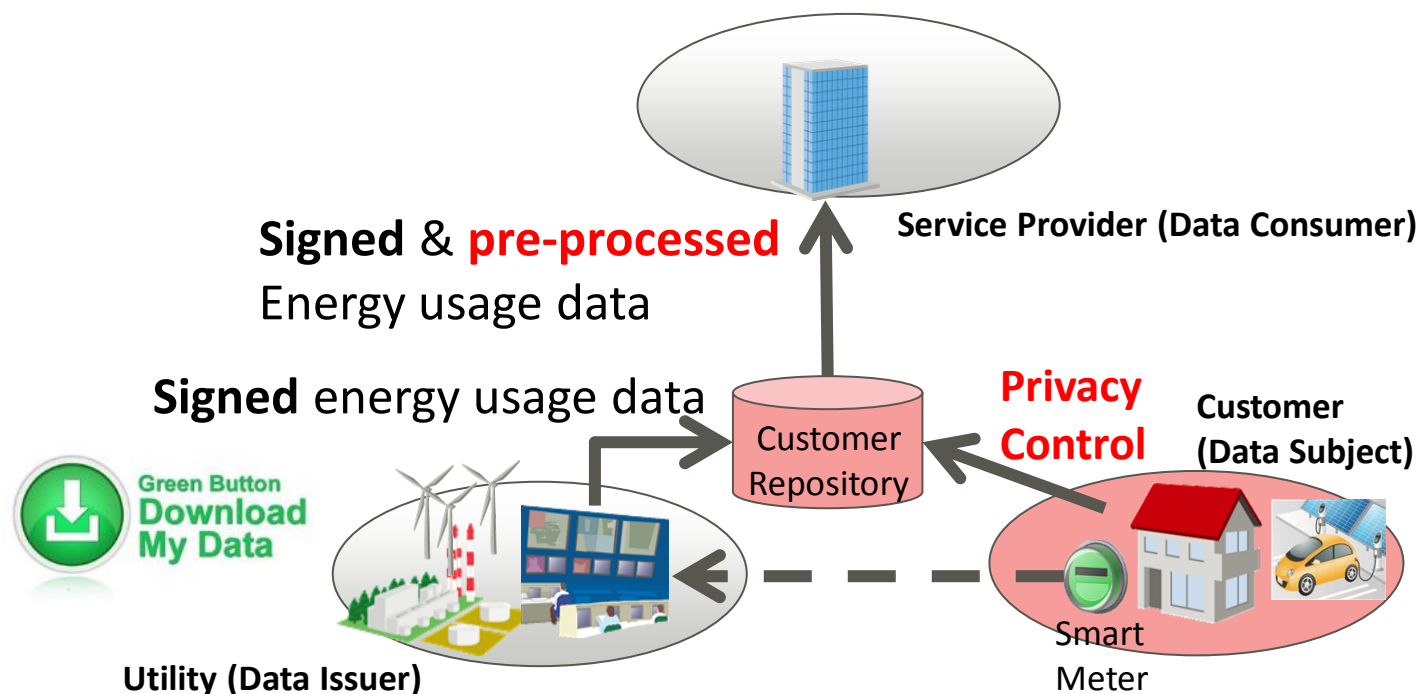 Service Provider (Data Consumer)
Signed & pre-processed
Energy usage data
Signed energy usage data
Privacy
Control
Customer
(Data Subject)
Customer
Repository
Green Button
Download
My Data
Smart
Meter
Utility (Data Issuer)